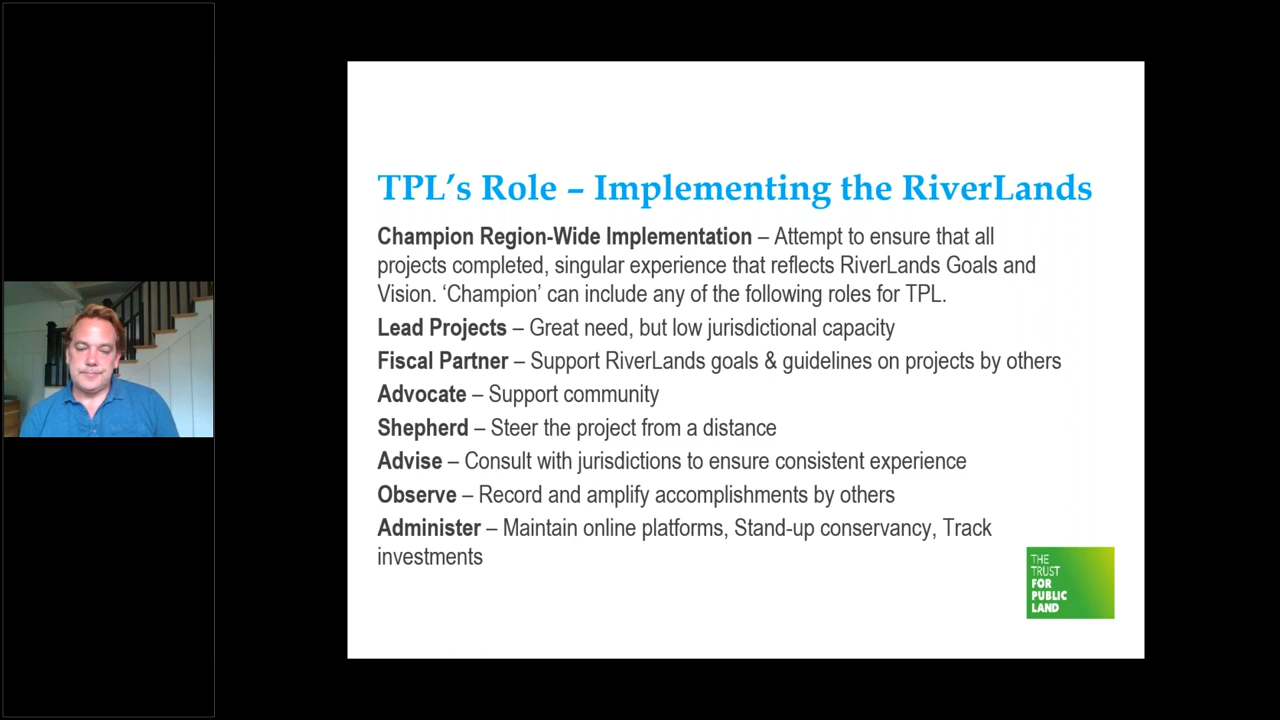 TPL’s Role – Implementing the RiverLands
Champion Region-Wide Implementation – Attempt to ensure that all
projects completed, singular experience that reflects RiverLands Goals and
Vision. ‘Champion’ can include any of the following roles for TPL.
Lead Projects – Great need, but low jurisdictional capacity
Fiscal Partner – Support RiverLands goals & guidelines on projects by others
Advocate – Support community
Shepherd – Steer the project from a distance
Advise – Consult with jurisdictions to ensure consistent experience
Observe – Record and amplify accomplishments by others
Administer – Maintain online platforms, Stand-up conservancy, Track
investments
THE
TRUST
FOR
PUBLIC
LAND